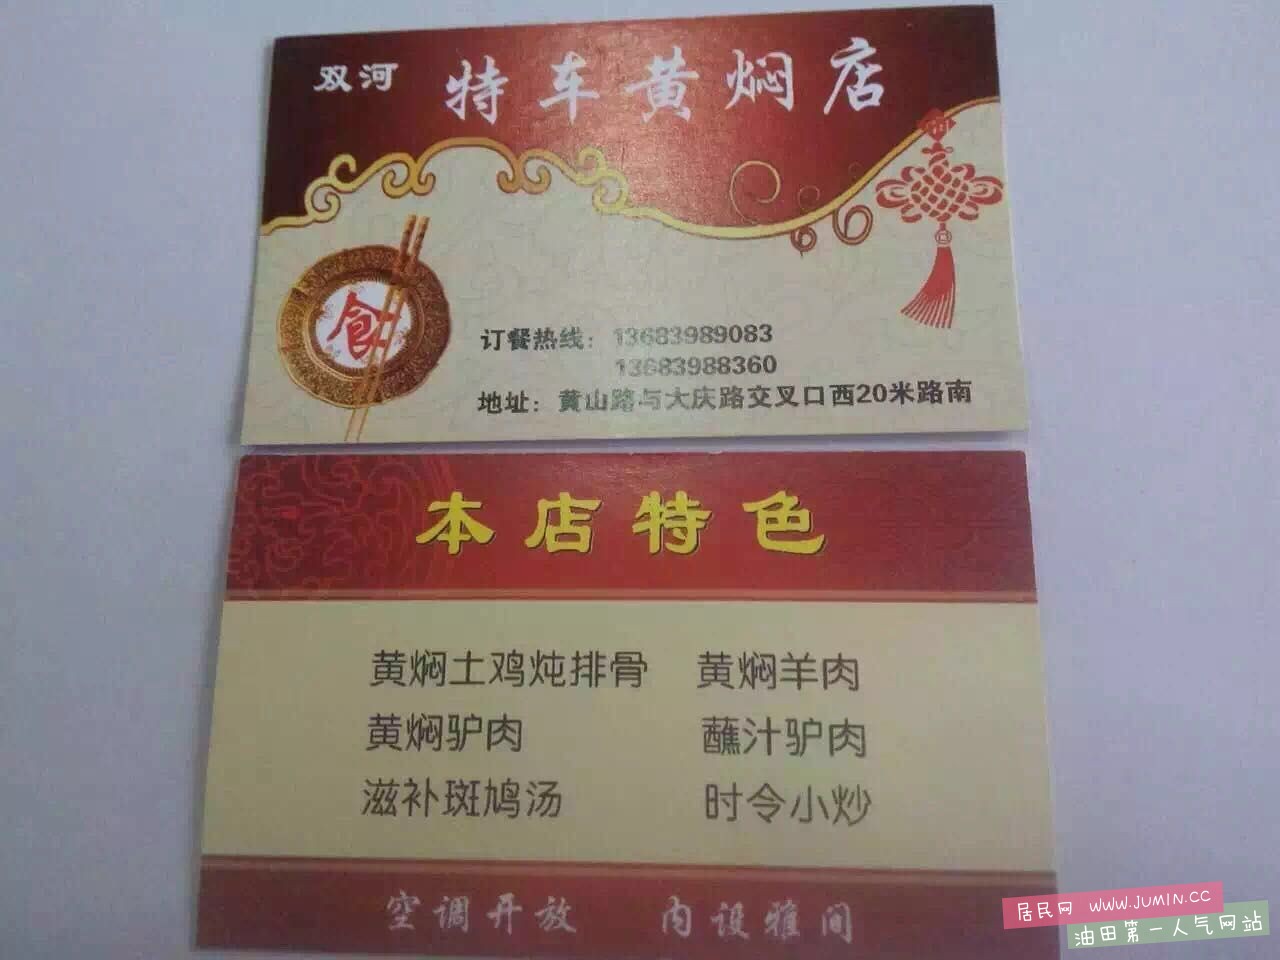 双河 特车黄焖店
食
订餐热线：13683989083
13683988360
地址：黄山路与大庆路交叉口西20米路南
本店特色
黄焖土鸡炖排骨 黄焖羊肉
黄焖驴肉 蘸汁驴肉
滋补斑鸠汤 时令小炒
空调开放 内设雅间
居民网 www.JUMIN.CC
油田第一人气网站